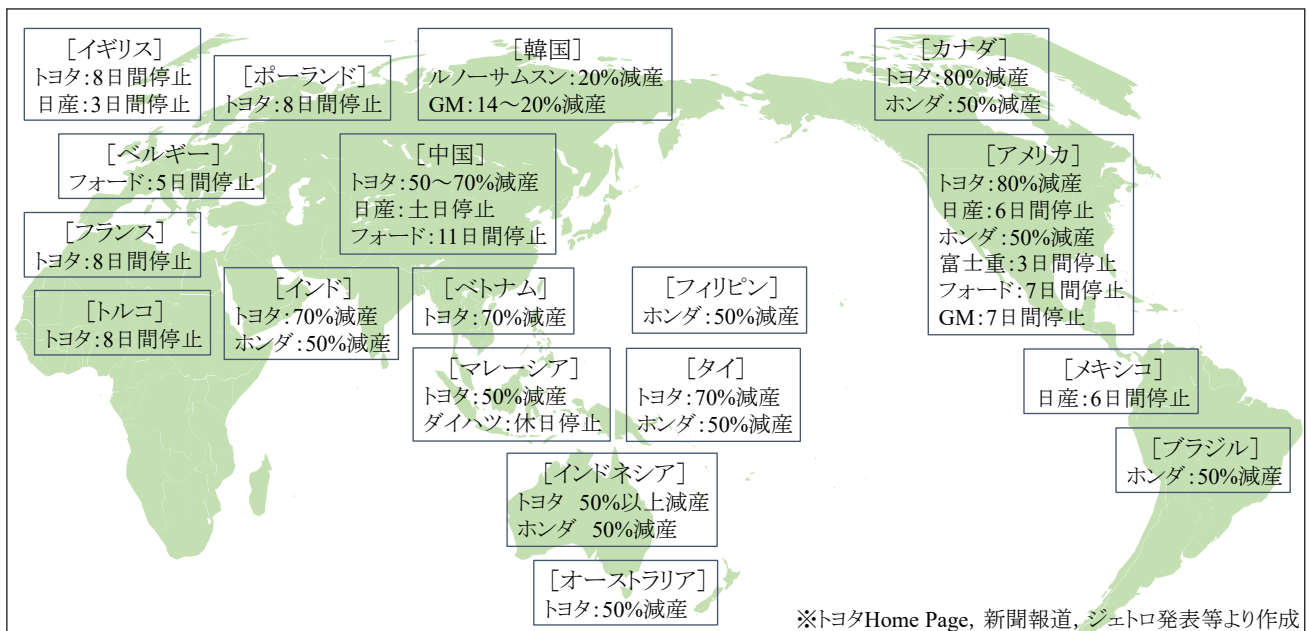 [イギリス]
トヨタ:8日間停止
日産:3日間停止
[ポーランド]
トヨタ:8日間停止
[韓国]
ルノーサムスン:20%減産
GM:14～20%減産
[カナダ]
トヨタ:80%減産
ホンダ:50%減産
[ベルギー]
フォード:5日間停止
[中国]
トヨタ:50～70%減産
日産:土日停止
フォード:11日間停止
[アメリカ]
トヨタ:80%減産
日産:6日間停止
ホンダ:50%減産
富士重:3日間停止
フォード:7日間停止
GM:7日間停止
[フランス]
トヨタ:8日間停止
[トルコ]
トヨタ:8日間停止
[インド]
トヨタ:70%減産
ホンダ:50%減産
[ベトナム]
トヨタ:70%減産
[フィリピン]
ホンダ:50%減産
[マレーシア]
トヨタ:50%減産
ダイハツ:休日停止
[タイ]
トヨタ:70%減産
ホンダ:50%減産
[メキシコ]
日産:6日間停止
[ブラジル]
ホンダ:50%減産
[インドネシア]
トヨタ 50%以上減産
ホンダ 50%減産
[オーストラリア]
トヨタ:50%減産
※トヨタHome Page, 新聞報道, ジェトロ発表等より作成